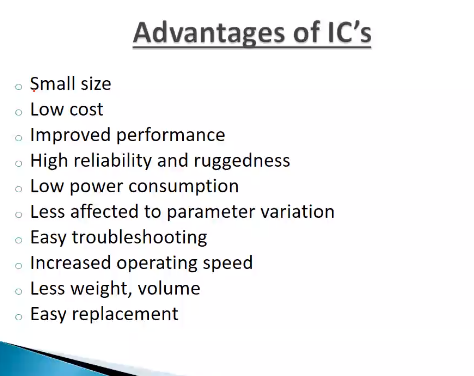 Advantages of IC's
Small size
Low cost
Improved performance
High reliability and ruggedness
Low power consumption
Less affected to parameter variation
Easy troubleshooting
Increased operating speed
Less weight, volume
Easy replacement